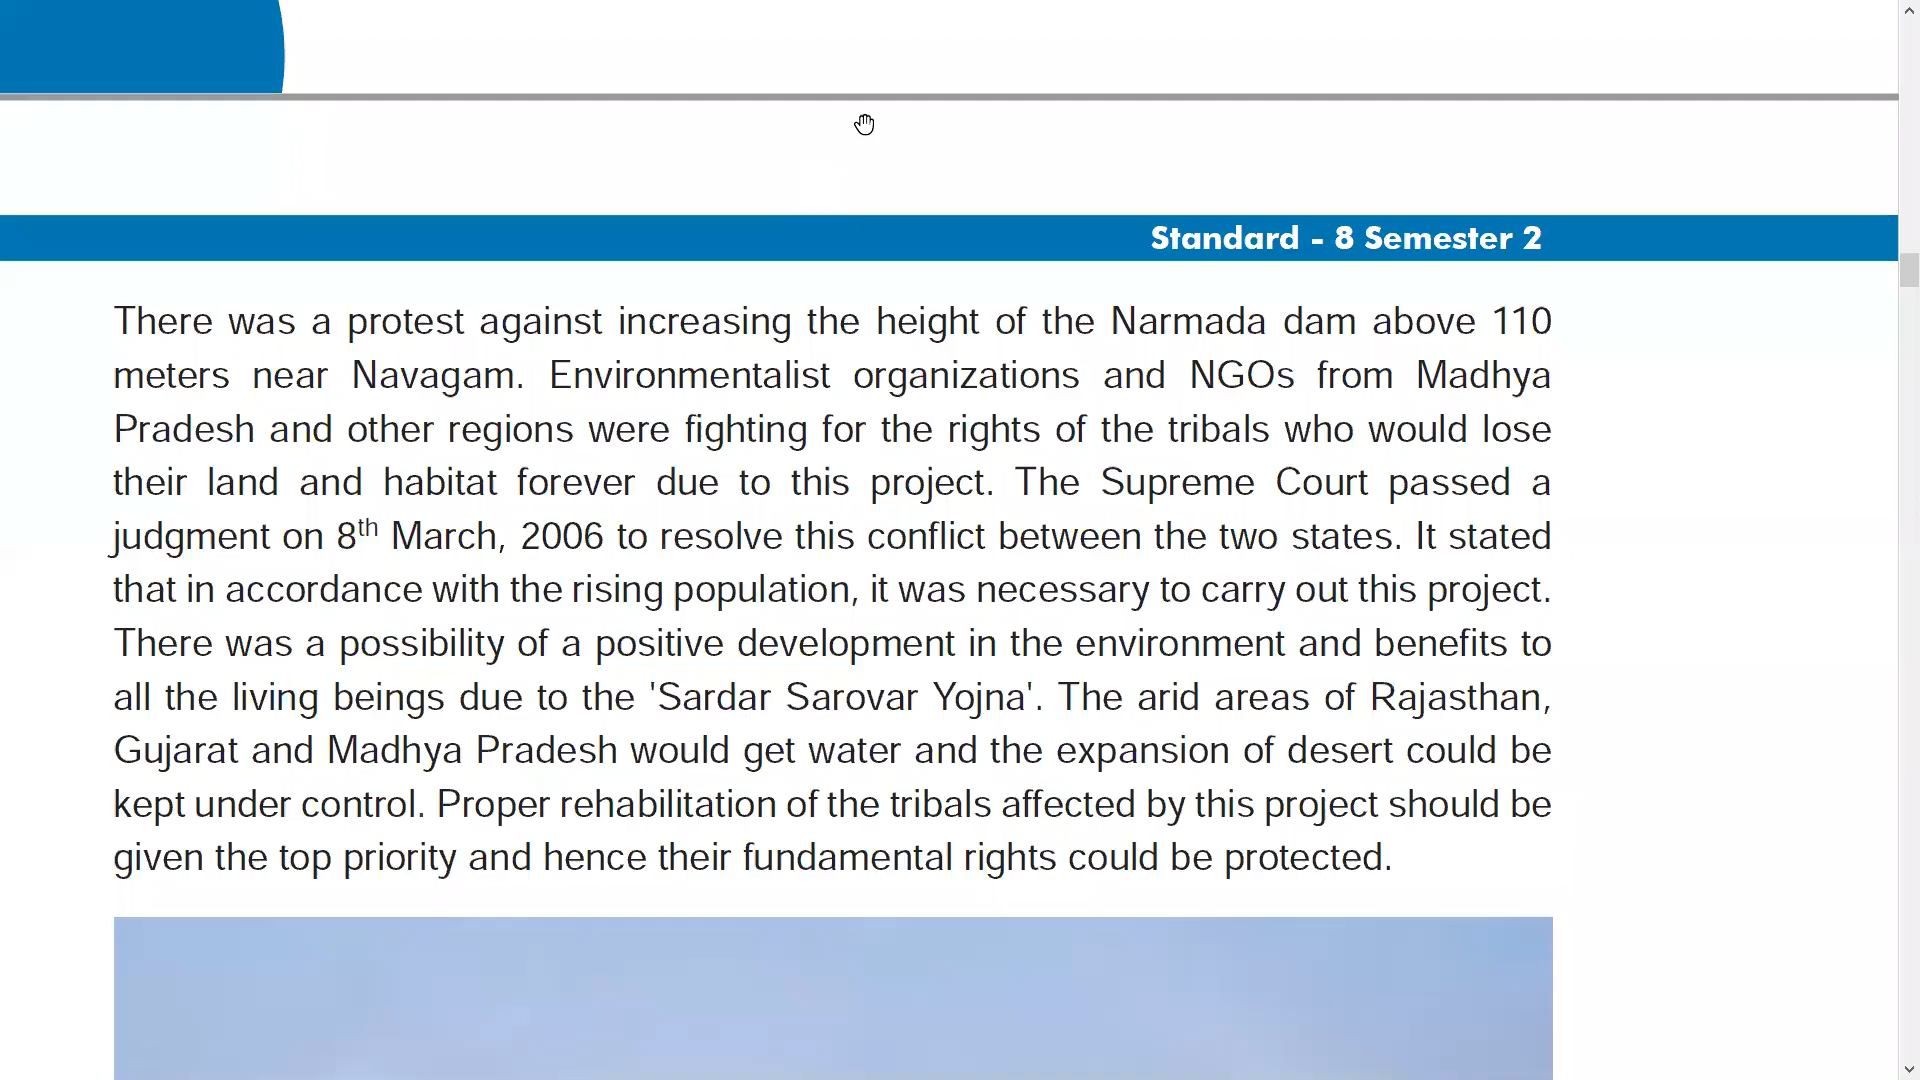 Standard - 8 Semester 2
There was a protest against increasing the height of the Narmada dam above 110
meters near Navagam. Environmentalist organizations and NGOs from Madhya
Pradesh and other regions were fighting for the rights of the tribals who would lose
their land and habitat forever due to this project. The Supreme Court passed a
judgment on 8th March, 2006 to resolve this conflict between the two states. It stated
that in accordance with the rising population, it was necessary to carry out this project.
There was a possibility of a positive development in the environment and benefits to
all the living beings due to the 'Sardar Sarovar Yojna'. The arid areas of Rajasthan,
Gujarat and Madhya Pradesh would get water and the expansion of desert could be
kept under control. Proper rehabilitation of the tribals affected by this project should be
given the top priority and hence their fundamental rights could be protected.